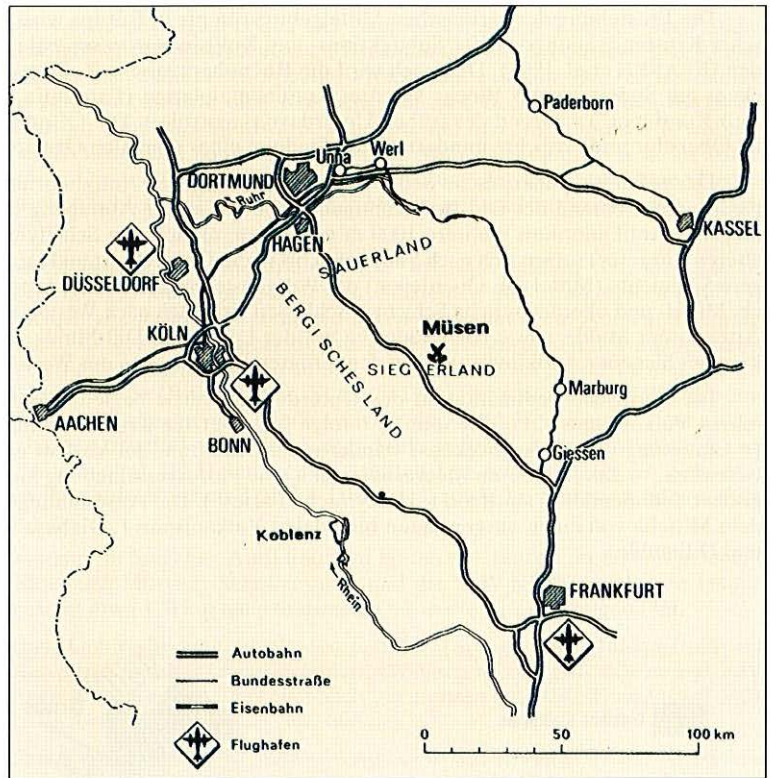 Paderborn
Unna
Werl
DORTMUND
Ruhr
KASSEL
HAGEN
SAUERLAND
DÜSSELDORF
BERGISCHES LAND
Müsen
KÖLN
SIEGERLAND
Marburg
AACHEN
BONN
Giessen
Koblenz
Rhein
FRANKFURT
Autobahn
Bundesstraße
Eisenbahn
Flughafen
0 50 100 km